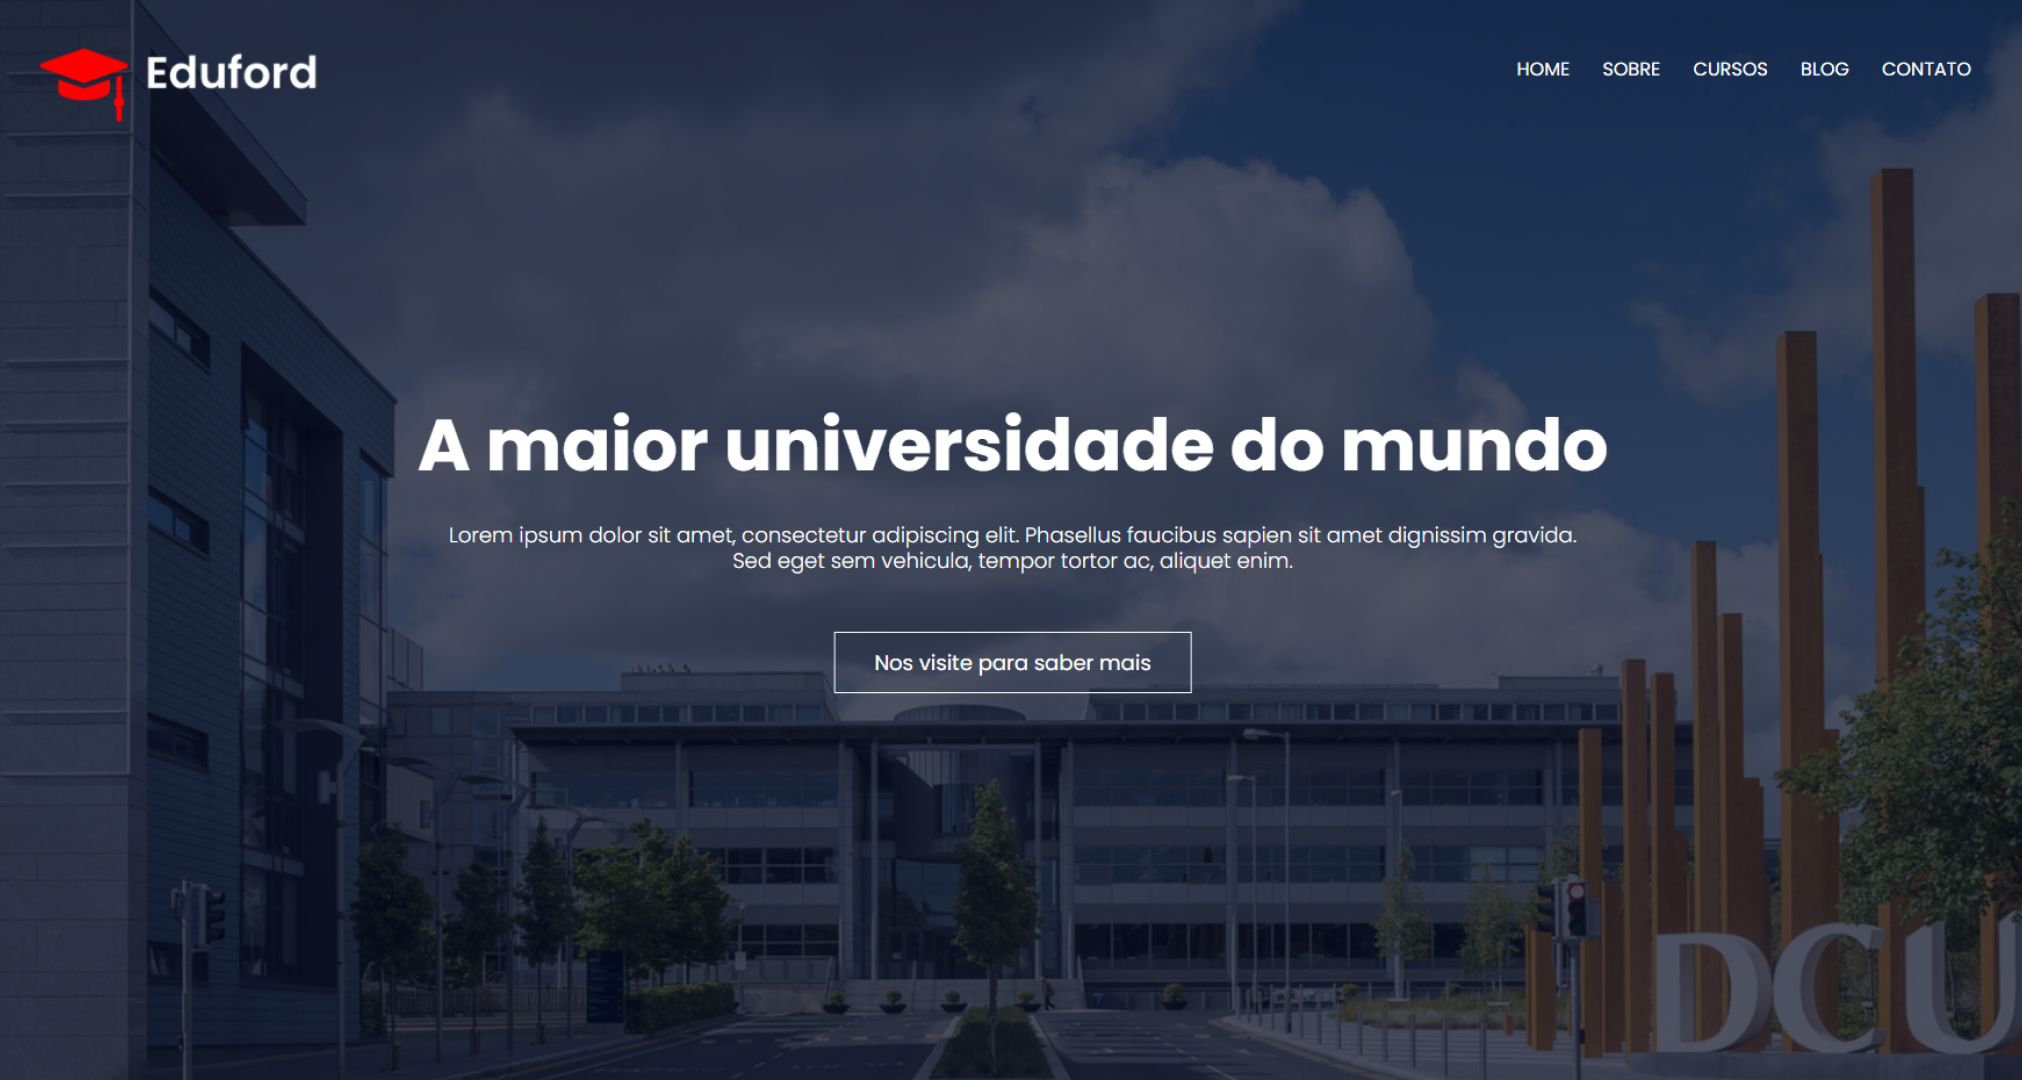 Eduford
HOME SOBRE CURSOS BLOG CONTATO
A maior universidade do mundo
Lorem ipsum dolor sit amet, consectetur adipiscing elit. Phasellus faucibus sapien sit amet dignissim gravida.
Sed eget sem vehicula, tempor tortor ac, aliquet enim.
Nos visite para saber mais
DCU